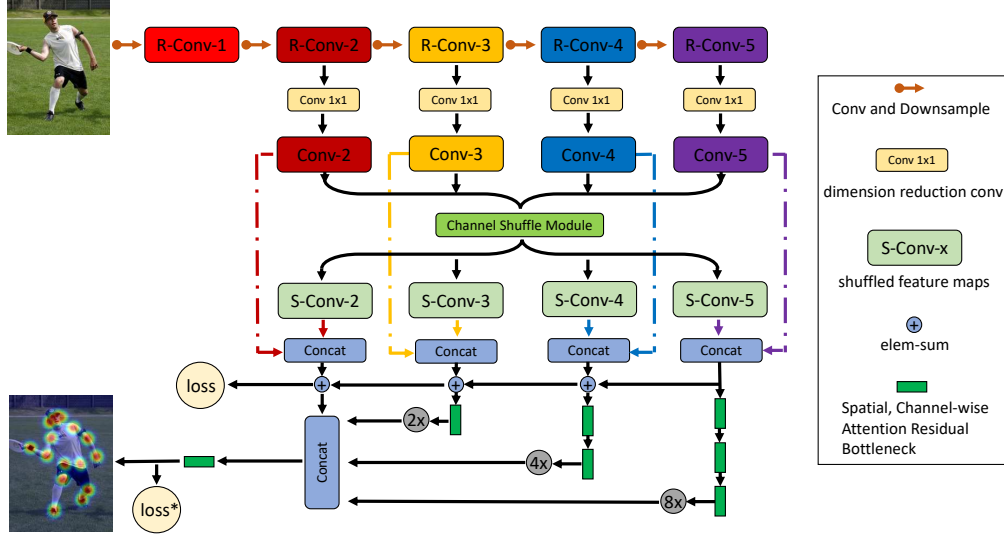 R-Conv-1 R-Conv-2 R-Conv-3 R-Conv-4 R-Conv-5
Conv 1x1 Conv 1x1 Conv 1x1 Conv 1x1
Conv-2 Conv-3 Conv-4 Conv-5
Channel Shuffle Module
S-Conv-2 S-Conv-3 S-Conv-4 S-Conv-5
Concat Concat Concat Concat
loss + + +
2x
Concat
4x
8x
loss*
Conv and Downsample
Conv 1x1
dimension reduction conv
S-Conv-x
shuffled feature maps
+
elem-sum
Spatial, Channel-wise
Attention Residual
Bottleneck